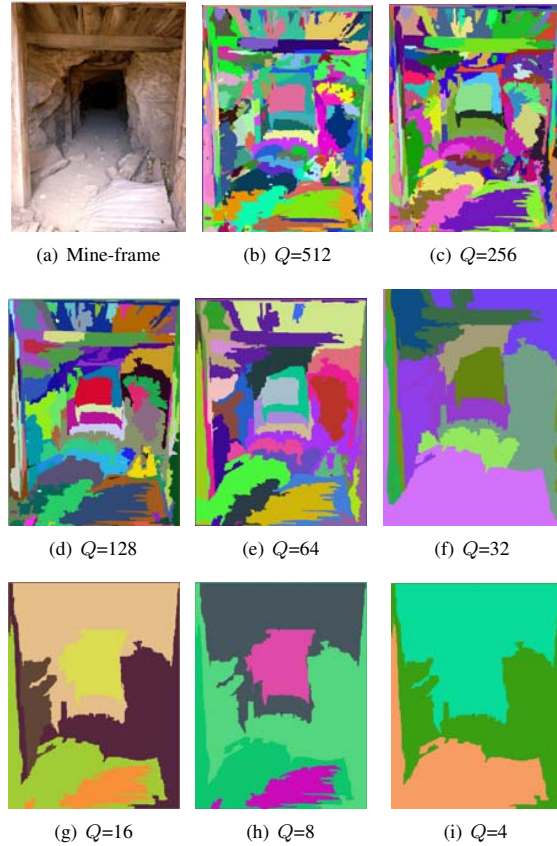 (a) Mine-frame
(b) Q=512
(c) Q=256
(d) Q=128
(e) Q=64
(f) Q=32
(g) Q=16
(h) Q=8
(i) Q=4